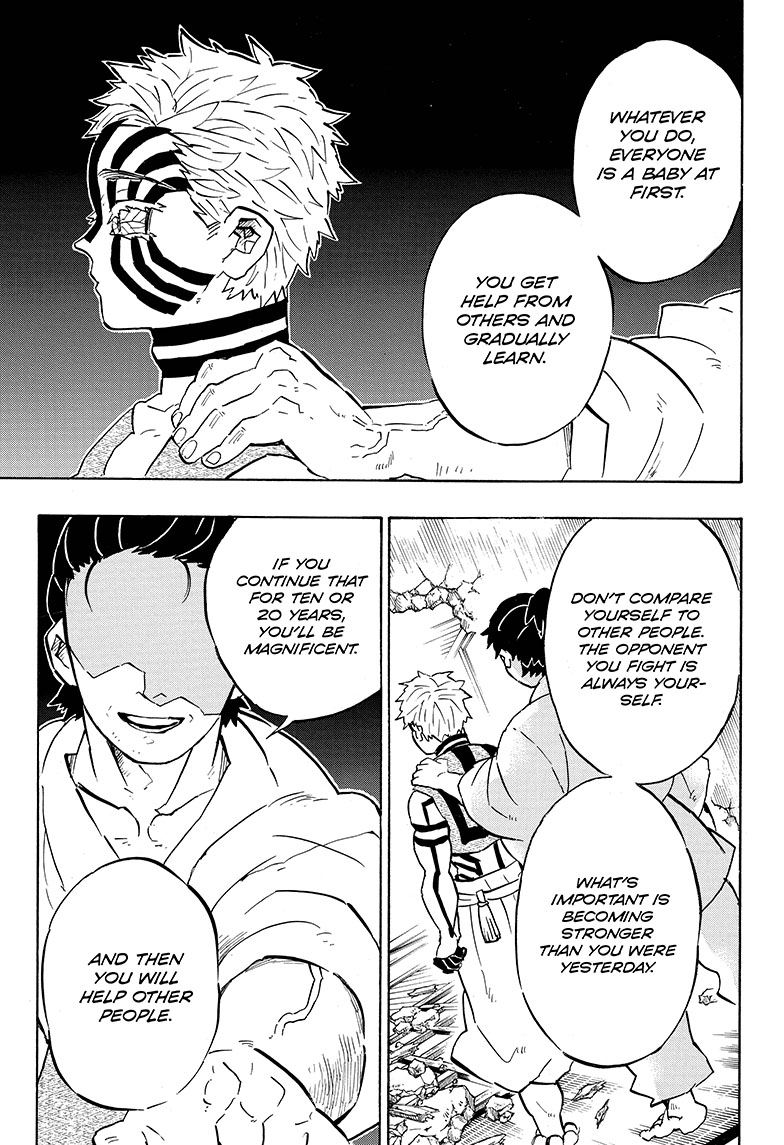 WHATEVER
YOU DO,
EVERYONE
IS A BABY AT
FIRST.
YOU GET
HELP FROM
OTHERS AND
GRADUALLY
LEARN.
DON'T COMPARE
YOURSELF TO
OTHER PEOPLE.
THE OPPONENT
YOU FIGHT IS
ALWAYS YOUR-
SELF.
WHAT'S
IMPORTANT IS
BECOMING
STRONGER
THAN YOU WERE
YESTERDAY.
IF YOU
CONTINUE THAT
FOR TEN OR
20 YEARS,
YOU'LL BE
MAGNIFICENT.
AND THEN
YOU WILL
HELP OTHER
PEOPLE.